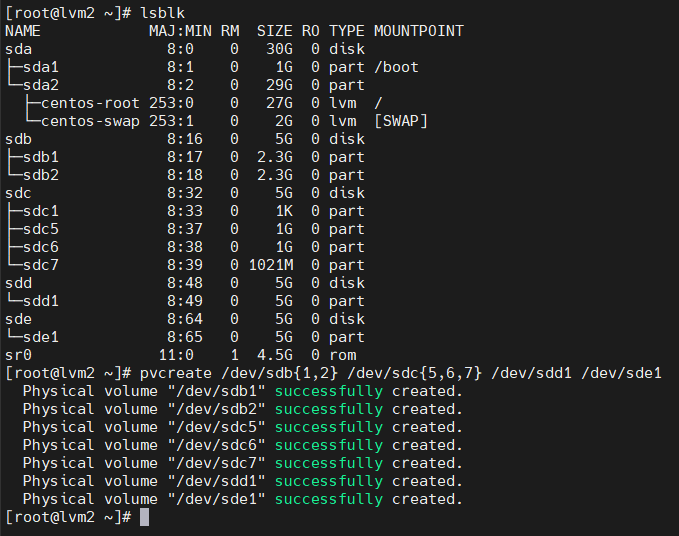 [root@lvm2 ~]# lsblk
NAME            MAJ:MIN RM  SIZE RO TYPE MOUNTPOINT
sda               8:0    0   30G  0 disk
├─sda1            8:1    0    1G  0 part /boot
└─sda2            8:2    0   29G  0 part
  ├─centos-root 253:0    0   27G  0 lvm  /
  └─centos-swap 253:1    0    2G  0 lvm  [SWAP]
sdb               8:16   0    5G  0 disk
├─sdb1            8:17   0  2.3G  0 part
└─sdb2            8:18   0  2.3G  0 part
sdc               8:32   0    5G  0 disk
├─sdc1            8:33   0    1K  0 part
├─sdc5            8:37   0    1G  0 part
├─sdc6            8:38   0    1G  0 part
└─sdc7            8:39   0 1021M  0 part
sdd               8:48   0    5G  0 disk
└─sdd1            8:49   0    5G  0 part
sde               8:64   0    5G  0 disk
└─sde1            8:65   0    5G  0 part
sr0              11:0    1  4.5G  0 rom
[root@lvm2 ~]# pvcreate /dev/sdb{1,2} /dev/sdc{5,6,7} /dev/sdd1 /dev/sde1
  Physical volume "/dev/sdb1" successfully created.
  Physical volume "/dev/sdb2" successfully created.
  Physical volume "/dev/sdc5" successfully created.
  Physical volume "/dev/sdc6" successfully created.
  Physical volume "/dev/sdc7" successfully created.
  Physical volume "/dev/sdd1" successfully created.
  Physical volume "/dev/sde1" successfully created.
[root@lvm2 ~]#